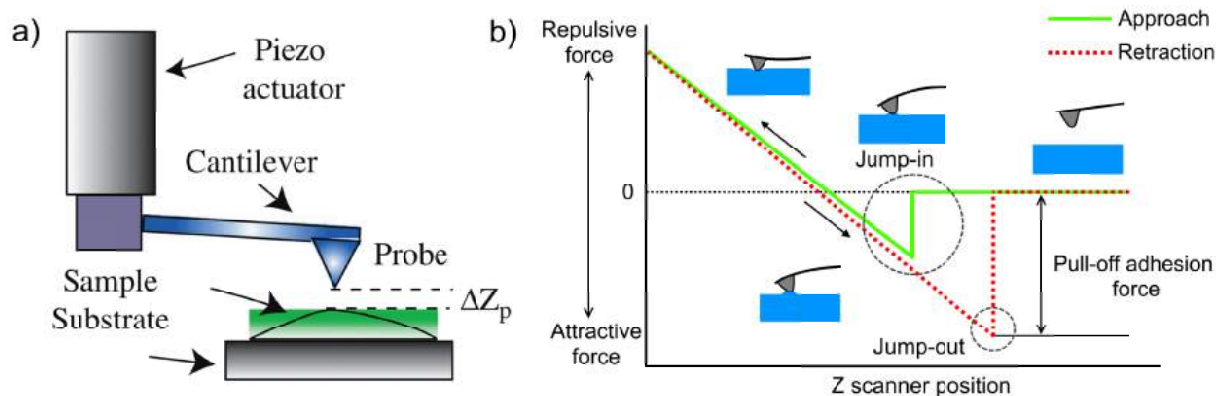 a)
Piezo
actuator
Cantilever
Probe
Sample
Substrate
ΔZp
b)
Approach
Retraction
Repulsive
force
0
Attractive
force
Jump-in
Jump-out
Pull-off adhesion
force
Z scanner position